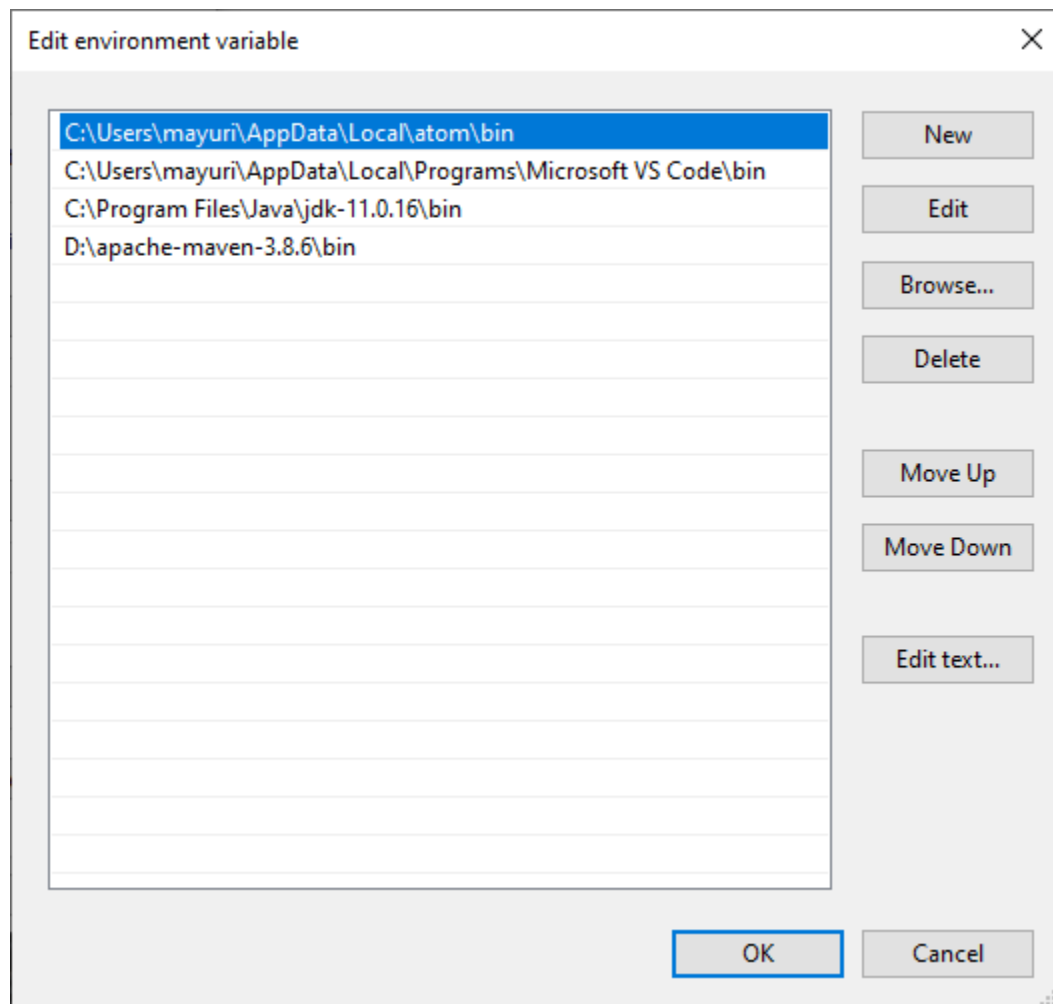 Edit environment variable
C:\Users\mayuri\AppData\Local\atom\bin
C:\Users\mayuri\AppData\Local\Programs\Microsoft VS Code\bin
C:\Program Files\Java\jdk-11.0.16\bin
D:\apache-maven-3.8.6\bin
New
Edit
Browse...
Delete
Move Up
Move Down
Edit text...
OK
Cancel